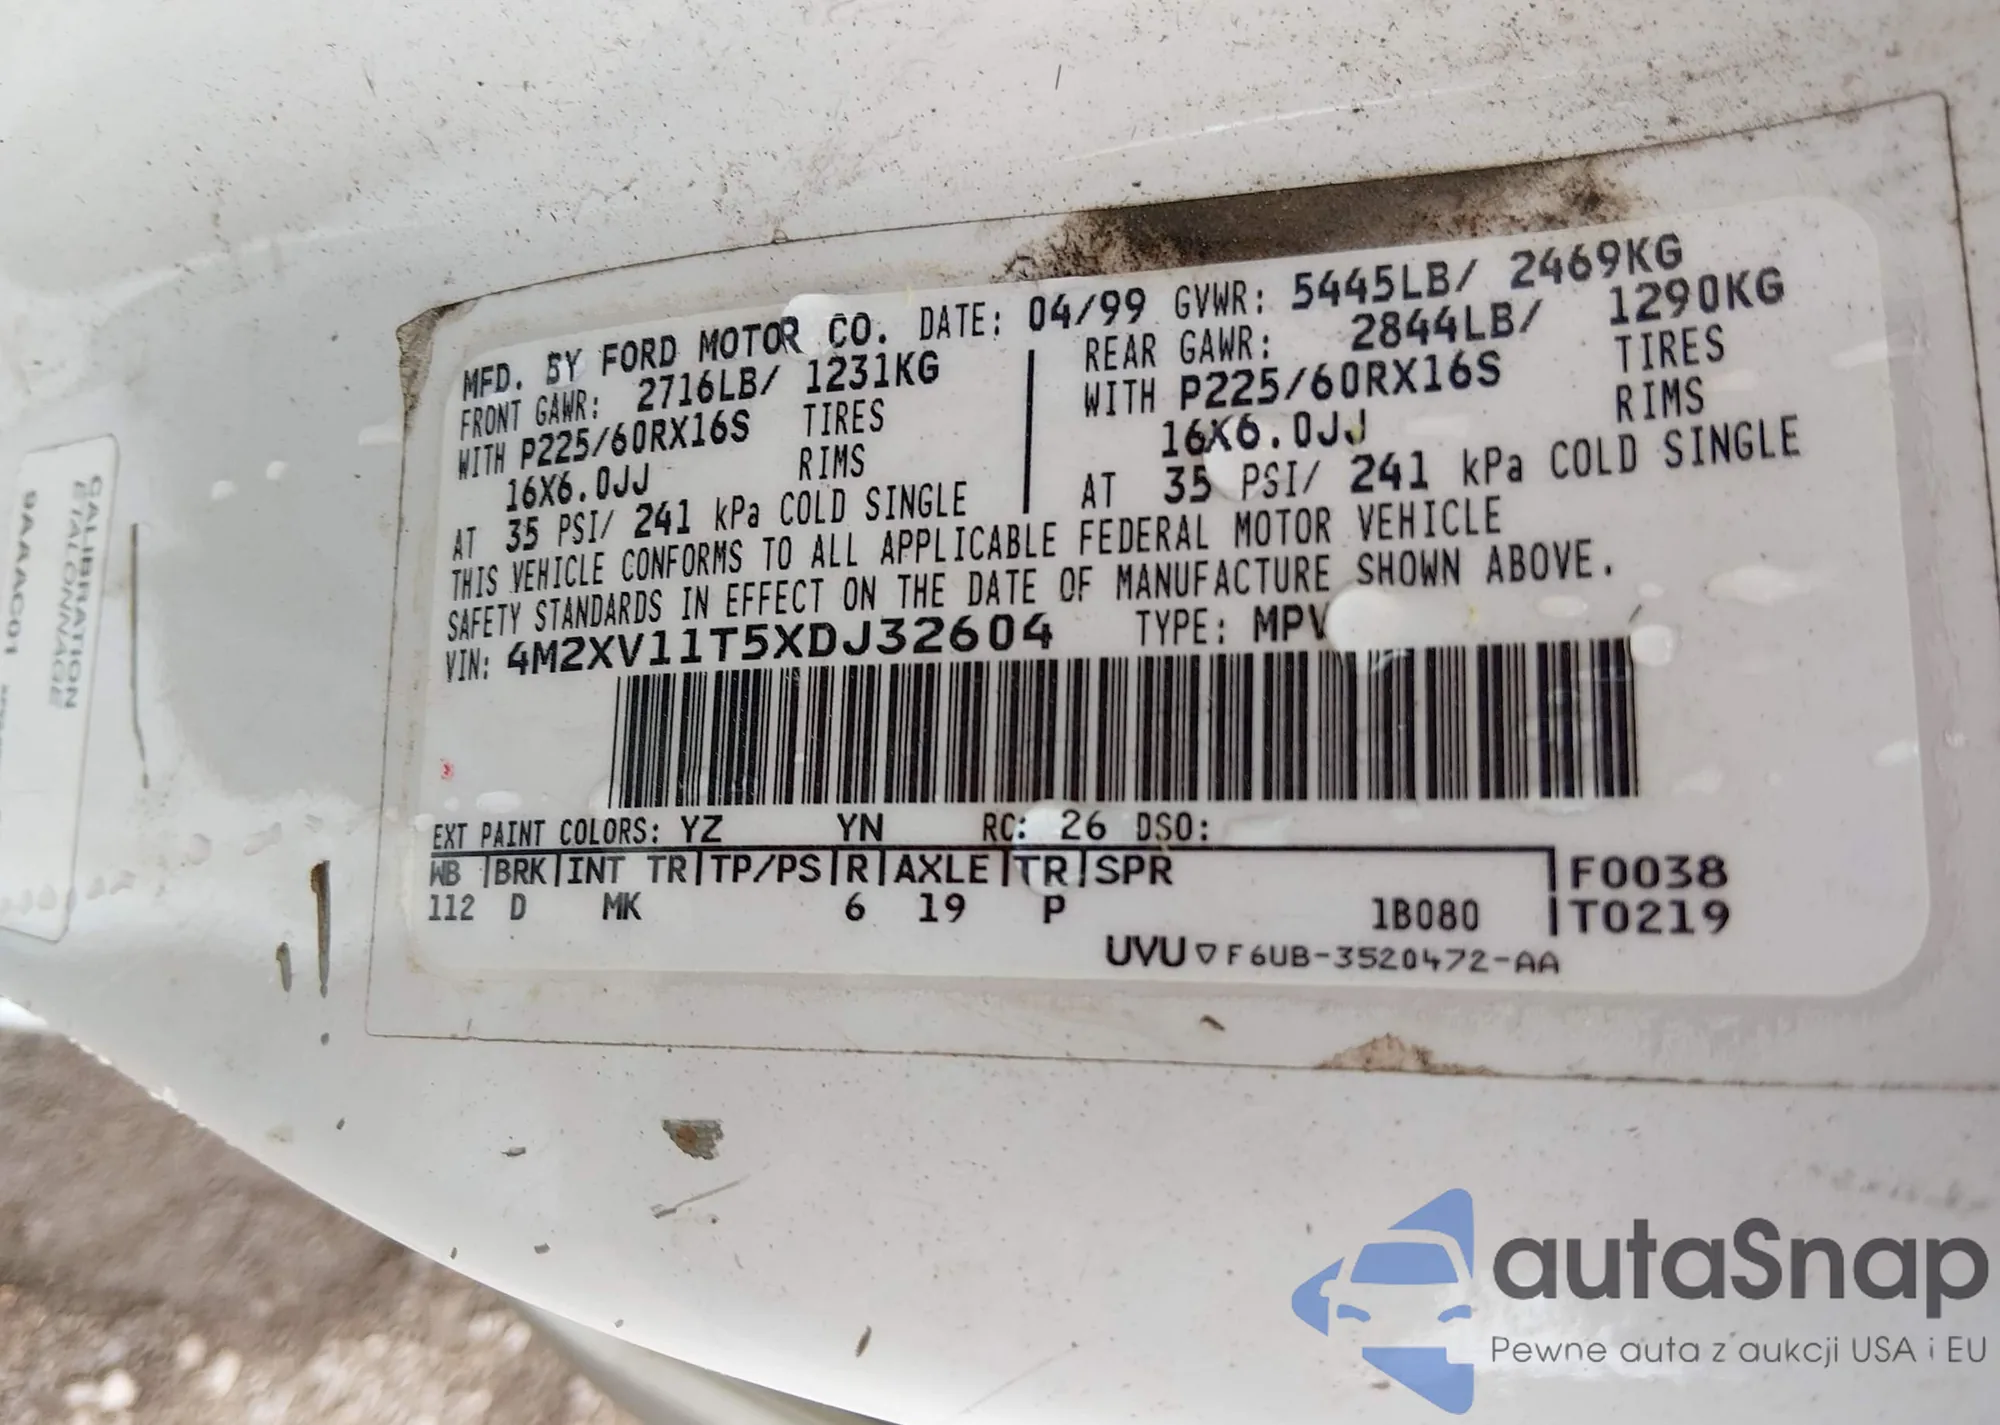 MFD. BY FORD MOTOR CO. DATE: 04/99 GVWR: 5445LB/ 2469KG
FRONT GAWR: 2716LB/ 1231KG
WITH P225/60RX16S TIRES
16X6.0JJ RIMS
AT 35 PSI/ 241 kPa COLD SINGLE
REAR GAWR: 2844LB/ 1290KG
WITH P225/60RX16S TIRES
16X6.0JJ RIMS
AT 35 PSI/ 241 kPa COLD SINGLE
THIS VEHICLE CONFORMS TO ALL APPLICABLE FEDERAL MOTOR VEHICLE
SAFETY STANDARDS IN EFFECT ON THE DATE OF MANUFACTURE SHOWN ABOVE.
VIN: 4M2XV11T5XDJ32604 TYPE: MPV
EXT PAINT COLORS: YZ YN RC: 26 DSO:
WB | BRK | INT TR | TP/PS | R | AXLE | TR | SPR F0038
112 D MK 6 19 P 1B080 T0219
UVU ▽ F6UB-3520472-AA
CALIBRATION
ETALONNAGE
9AAAC01
autaSnap
Pewne auta z aukcji USA i EU